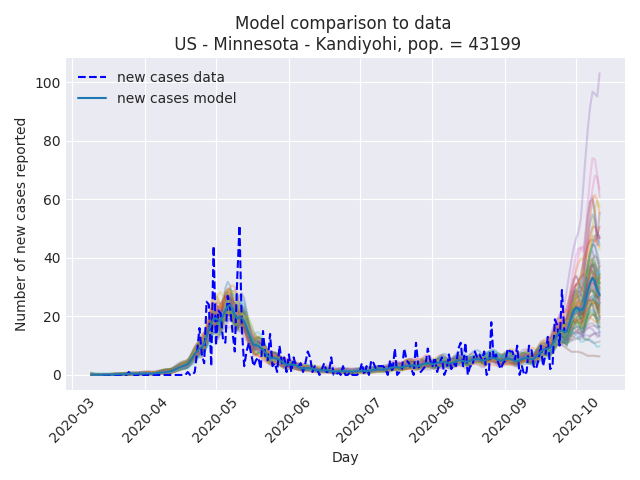 Model comparison to data
US - Minnesota - Kandiyohi, pop. = 43199
new cases data
new cases model
Number of new cases reported
100
80
60
40
20
0
2020-03
2020-04
2020-05
2020-06
2020-07
2020-08
2020-09
2020-10
Day